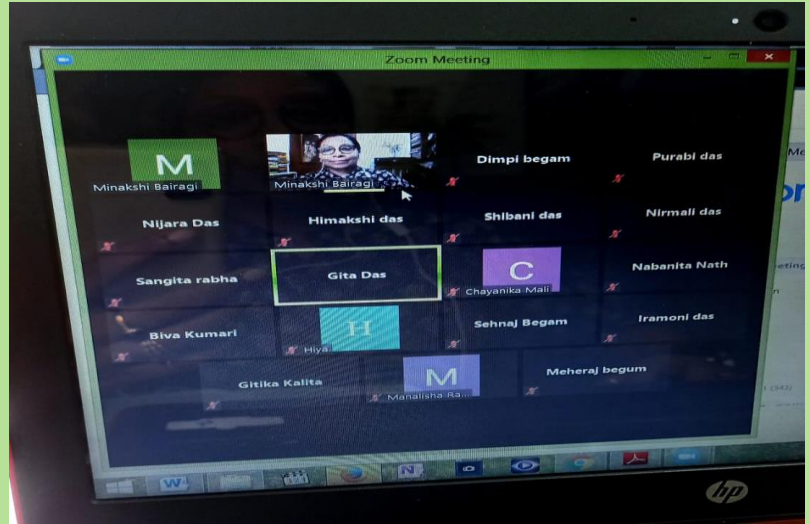 Zoom Meeting
M
Minakshi Bairagi
Minakshi Bairagi
Dimpi begam
Purabi das
Nijara Das
Himakshi das
Shibani das
Nirmali das
Sangita rabha
Gita Das
C
Chayanika Mali
Nabanita Nath
Biva Kumari
H
Hiya
Sehnaj Begam
Iramoni das
Gitika Kalita
M
Manalisha Ra...
Meheraj begum
hp